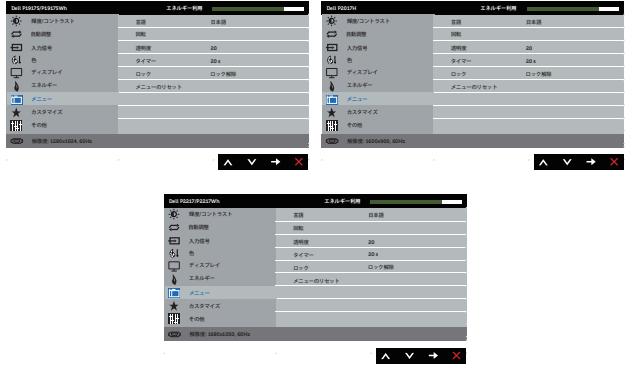 Dell P1917S/P1917SWh エネルギー利用
輝度/コントラスト 言語 日本語
自動調整 回転
入力信号 透明度 20
色 タイマー 20 s
ディスプレイ ロック ロック解除
エネルギー メニューのリセット
メニュー
カスタマイズ
その他
解像度: 1280x1024, 60Hz
Dell P2017H エネルギー利用
輝度/コントラスト 言語 日本語
自動調整 回転
入力信号 透明度 20
色 タイマー 20 s
ディスプレイ ロック ロック解除
エネルギー メニューのリセット
メニュー
カスタマイズ
その他
解像度: 1600x900, 60Hz
Dell P2217/P2217Wh エネルギー利用
輝度/コントラスト 言語 日本語
自動調整 回転
入力信号 透明度 20
色 タイマー 20 s
ディスプレイ ロック ロック解除
エネルギー メニューのリセット
メニュー
カスタマイズ
その他
解像度: 1680x1050, 60Hz